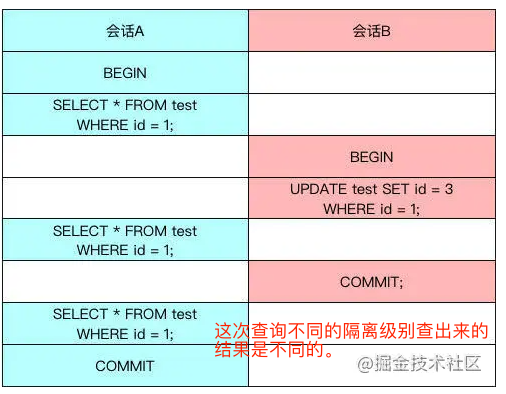 会话A
会话B
BEGIN
SELECT * FROM test
WHERE id = 1;
BEGIN
UPDATE test SET id = 3
WHERE id = 1;
SELECT * FROM test
WHERE id = 1;
COMMIT;
SELECT * FROM test
WHERE id = 1;
这次查询不同的隔离级别查出来的
结果是不同的。
COMMIT
@掘金技术社区